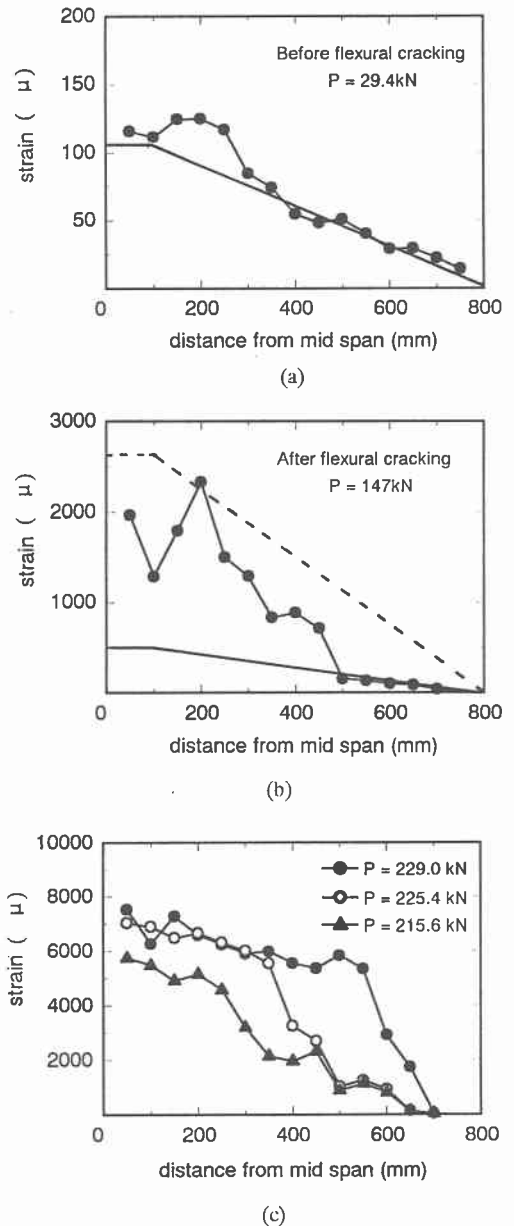 200
150
100
50
0
strain ( μ)
Before flexural cracking
P = 29.4kN
0 200 400 600 800
distance from mid span (mm)
(a)
3000
2000
1000
0
strain ( μ)
After flexural cracking
P = 147kN
0 200 400 600 800
distance from mid span (mm)
(b)
10000
8000
6000
4000
2000
strain ( μ)
P = 229.0 kN
P = 225.4 kN
P = 215.6 kN
0 200 400 600 800
distance from mid span (mm)
(c)